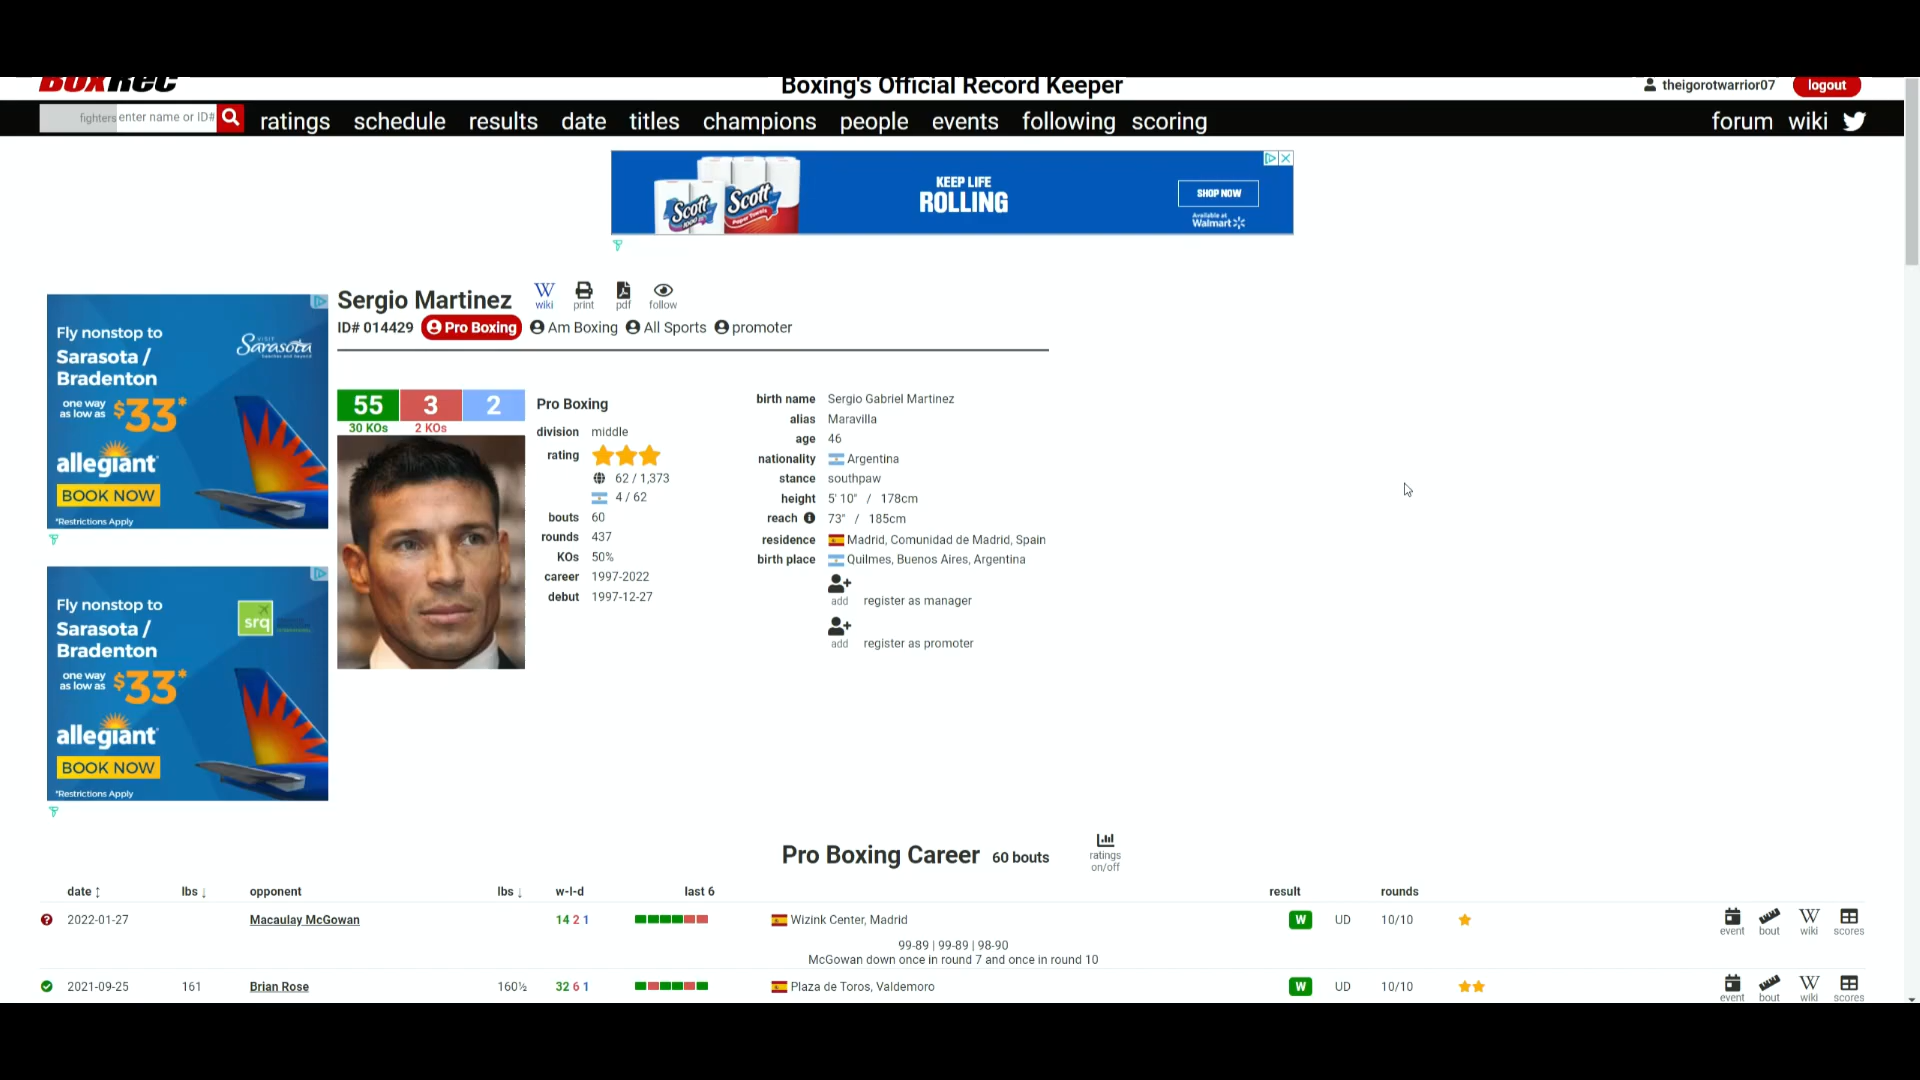 BoxRec
Boxing's Official Record Keeper
theigorotwarrior07
logout
fighters enter name or ID#
ratings schedule results date titles champions people events following scoring
forum wiki
Scott
Scott
KEEP LIFE
ROLLING
SHOP NOW
Available at
Walmart
Sergio Martinez
wiki print pdf follow
ID# 014429 Pro Boxing Am Boxing All Sports promoter
Fly nonstop to
Sarasota /
Bradenton
one way
as low as $33*
VISIT
Sarasota
allegiant
BOOK NOW
*Restrictions Apply
Fly nonstop to
Sarasota /
Bradenton
one way
as low as $33*
srq
allegiant
BOOK NOW
*Restrictions Apply
55 3 2
30 KOs 2 KOs
Pro Boxing
division middle
rating
62 / 1,373
4 / 62
bouts 60
rounds 437
KOs 50%
career 1997-2022
debut 1997-12-27
birth name Sergio Gabriel Martinez
alias Maravilla
age 46
nationality Argentina
stance southpaw
height 5' 10" / 178cm
reach 73" / 185cm
residence Madrid, Comunidad de Madrid, Spain
birth place Quilmes, Buenos Aires, Argentina
add register as manager
add register as promoter
Pro Boxing Career 60 bouts
ratings
on/off
date lbs opponent lbs w-l-d last 6 result rounds
2022-01-27 Macaulay McGowan 14 2 1 Wizink Center, Madrid W UD 10/10 event bout wiki scores
99-89 | 99-89 | 98-90
McGowan down once in round 7 and once in round 10
2021-09-25 161 Brian Rose 160½ 32 6 1 Plaza de Toros, Valdemoro W UD 10/10 event bout wiki scores